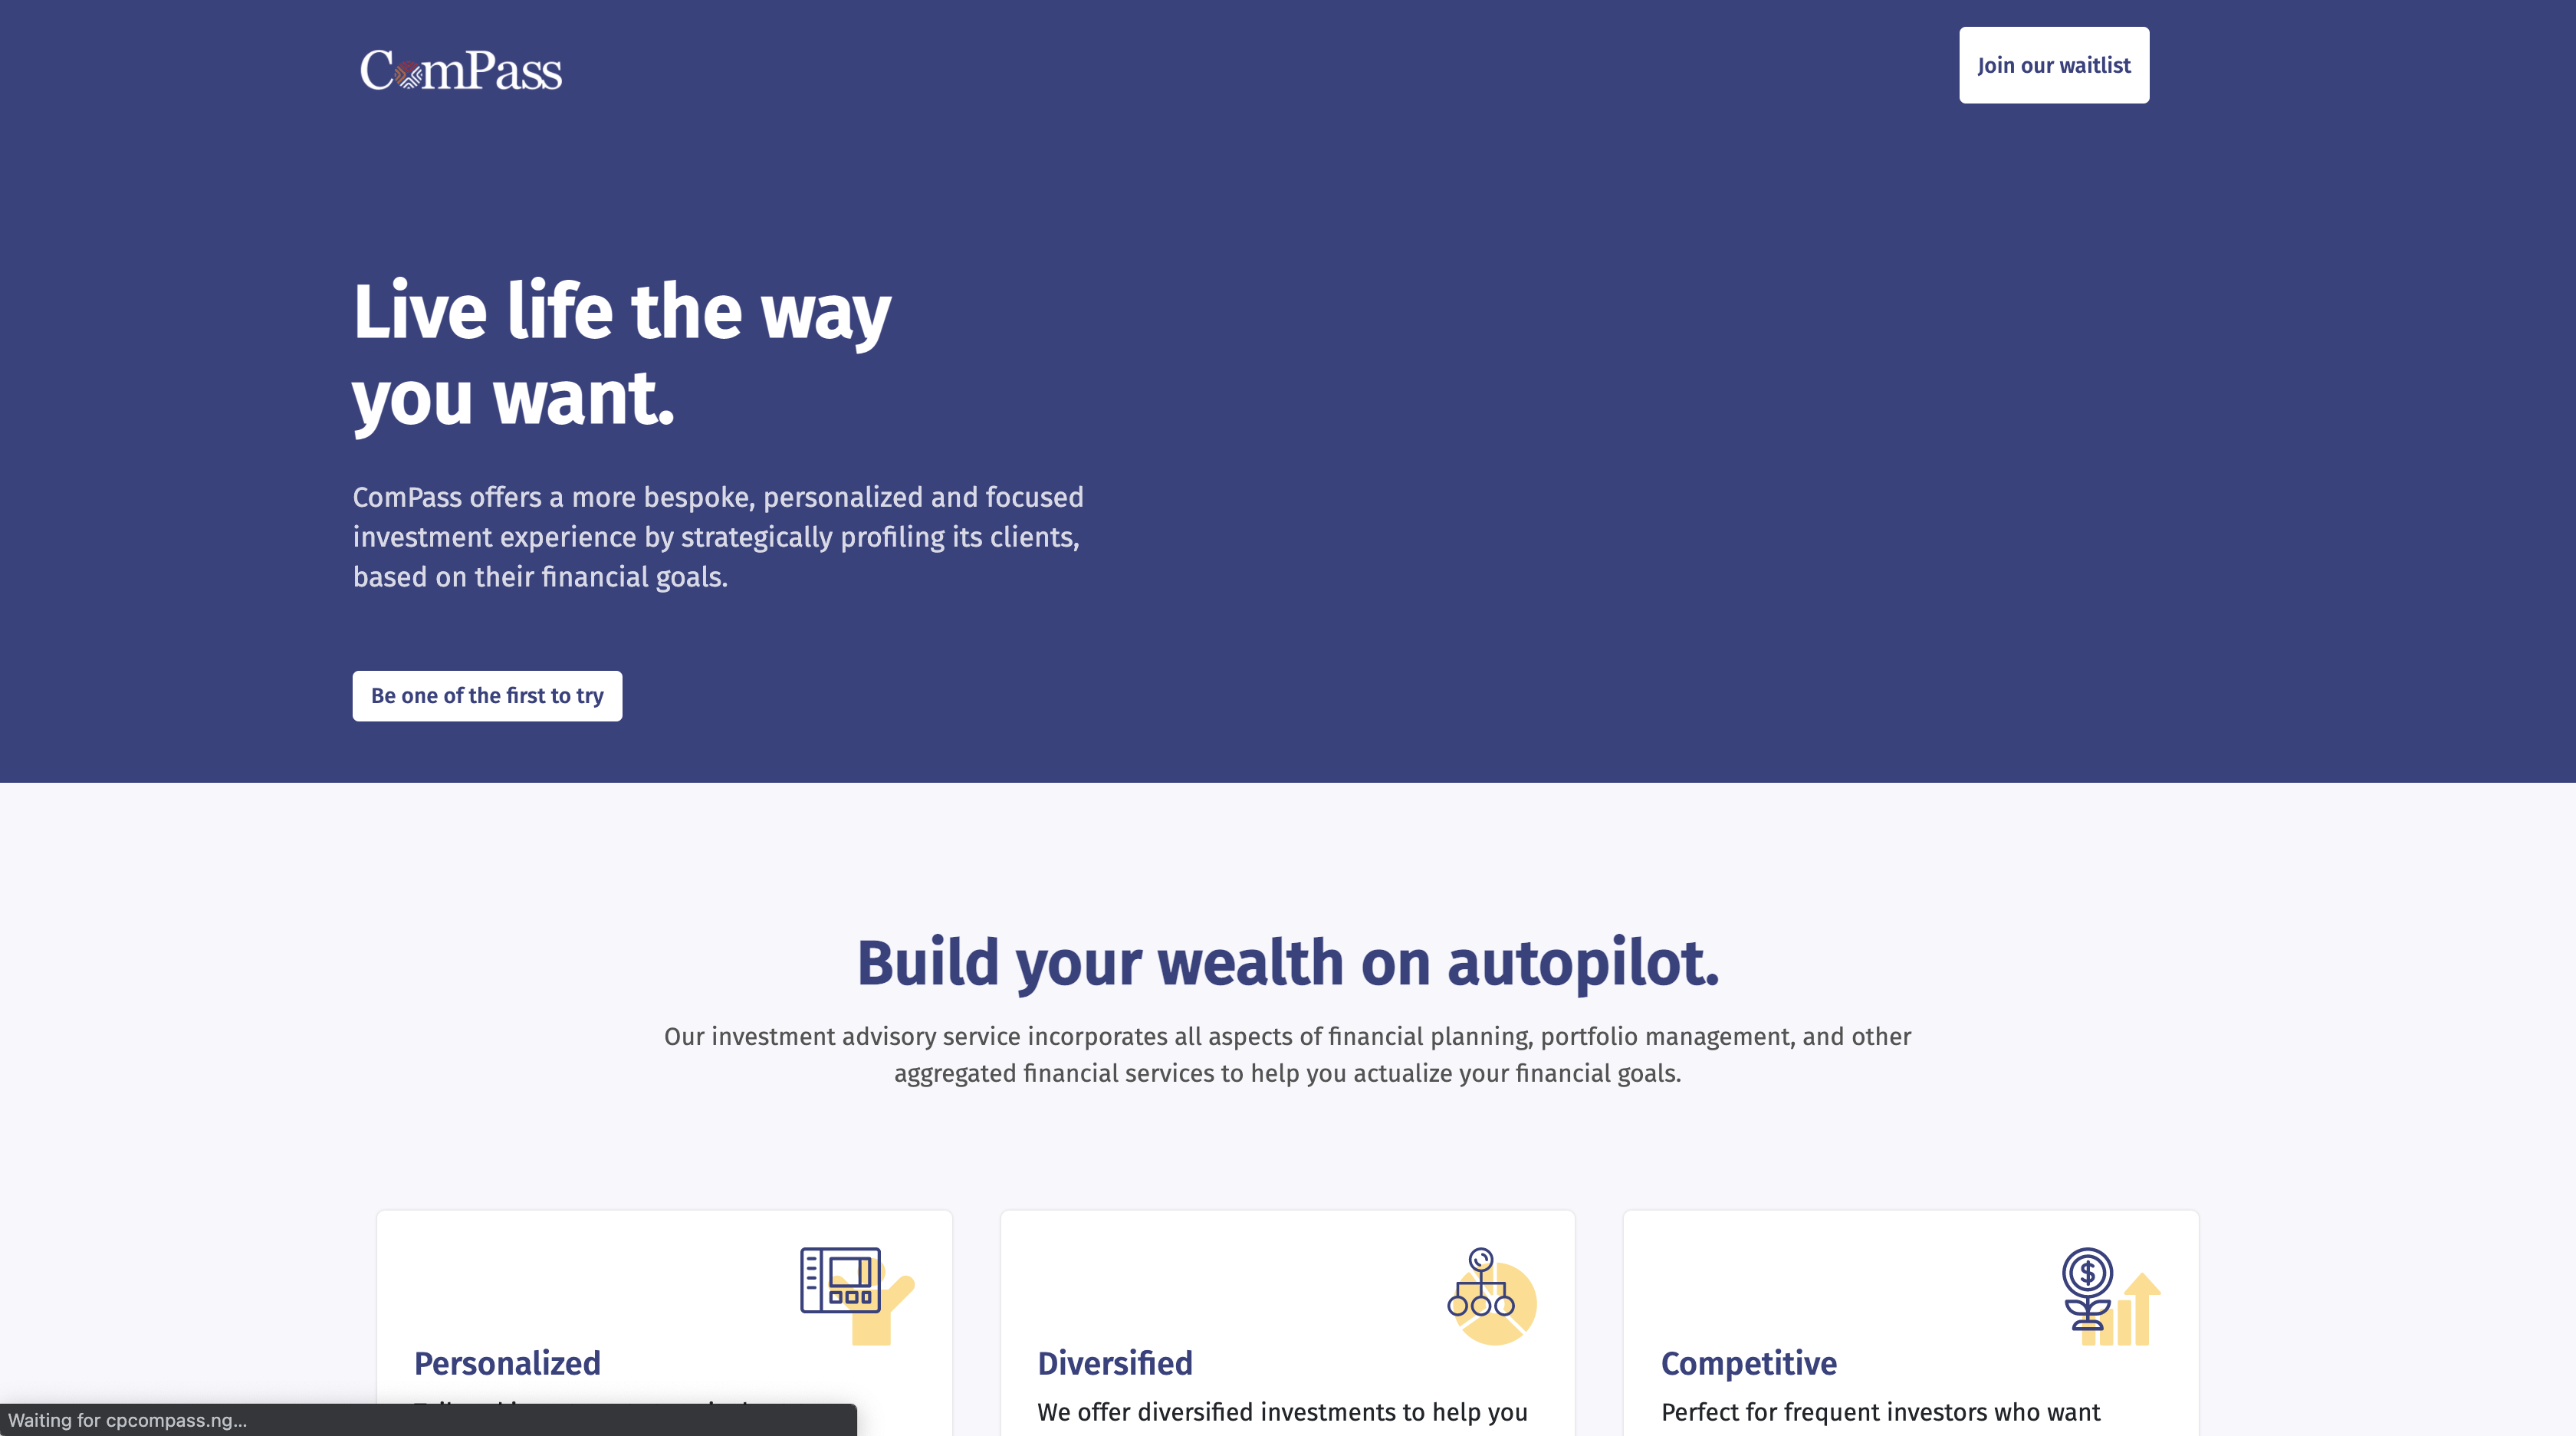 ComPass
Join our waitlist
Live life the way
you want.
ComPass offers a more bespoke, personalized and focused
investment experience by strategically profiling its clients,
based on their financial goals.
Be one of the first to try
Build your wealth on autopilot.
Our investment advisory service incorporates all aspects of financial planning, portfolio management, and other
aggregated financial services to help you actualize your financial goals.
Personalized
Diversified
We offer diversified investments to help you
Competitive
Perfect for frequent investors who want
Waiting for cpcompass.ng...